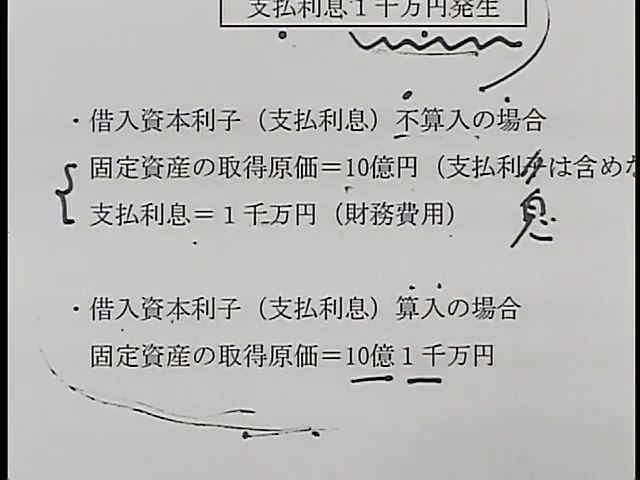 支払利息１千万円発生
・借入資本利子（支払利息）不算入の場合
固定資産の取得原価＝10億円（支払利子は含めな
息
支払利息＝１千万円（財務費用）
・借入資本利子（支払利息）算入の場合
固定資産の取得原価＝10億１千万円